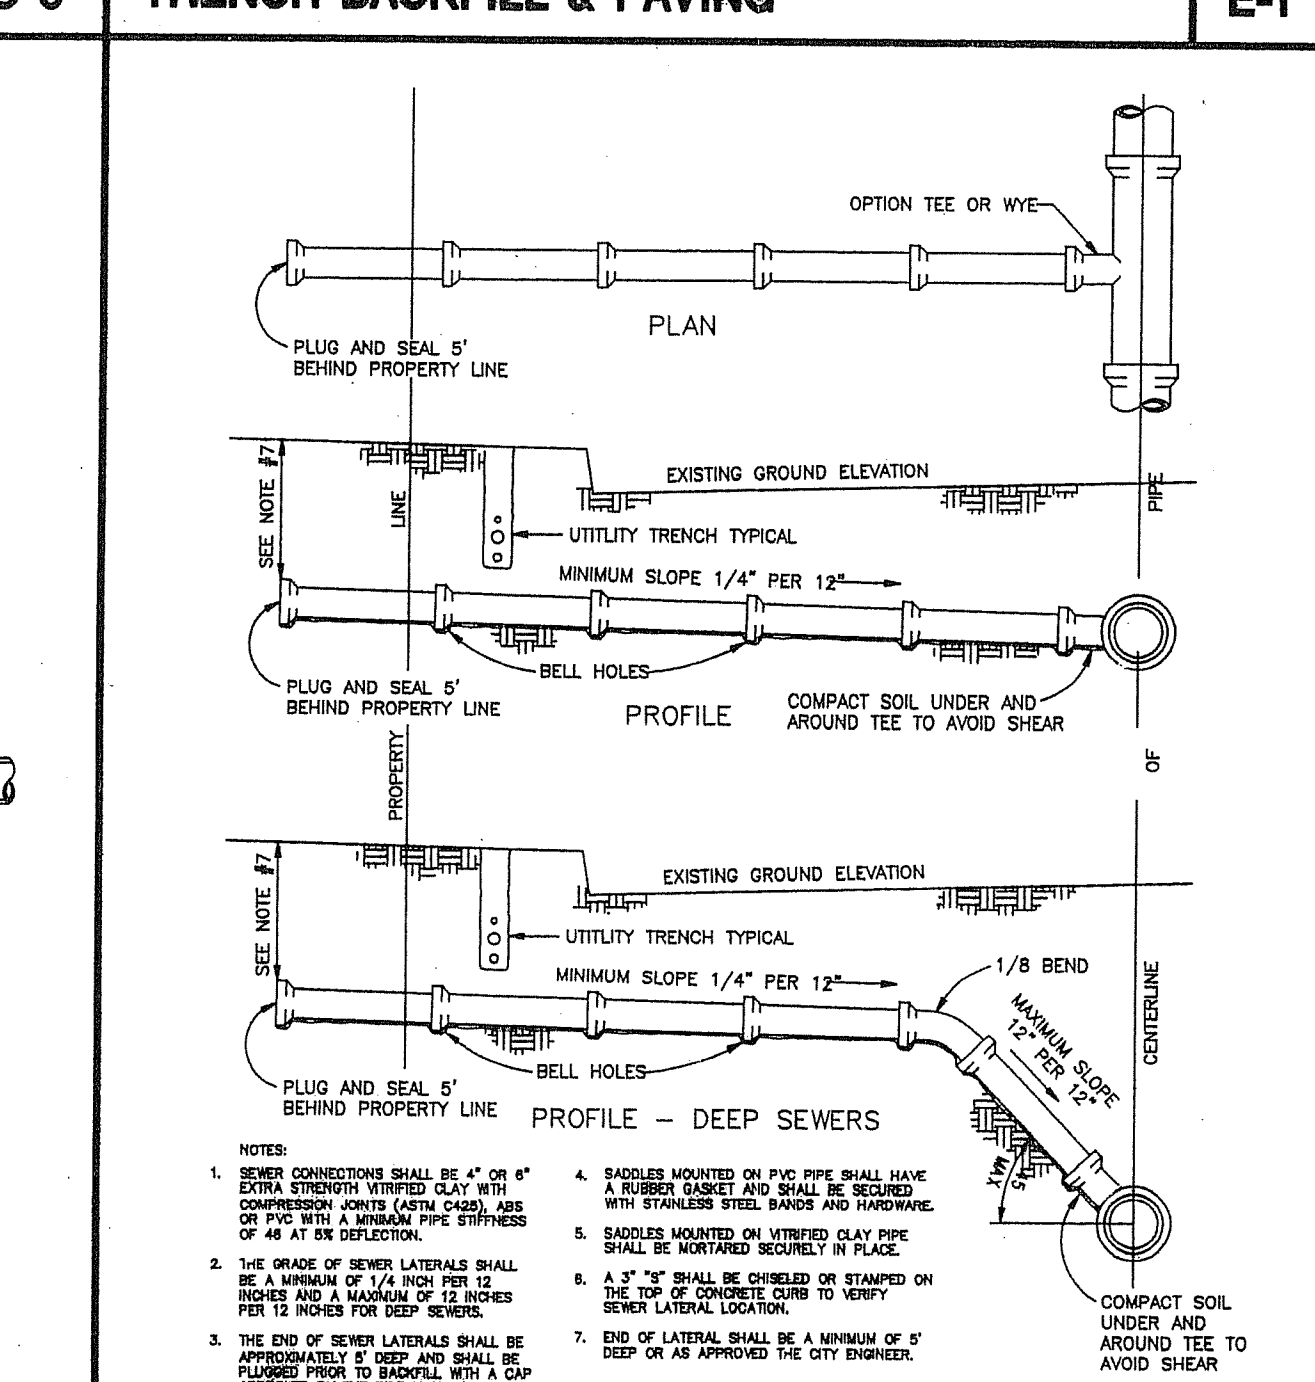 TRENCH BACKFILL & PAVING
E-1
OPTION TEE OR WYE
PLAN
PLUG AND SEAL 5'
BEHIND PROPERTY LINE
SEE NOTE #7
LINE
EXISTING GROUND ELEVATION
PIPE
UTITLITY TRENCH TYPICAL
MINIMUM SLOPE 1/4" PER 12"
BELL HOLES
PLUG AND SEAL 5'
BEHIND PROPERTY LINE
PROFILE
COMPACT SOIL UNDER AND
AROUND TEE TO AVOID SHEAR
PROPERTY
OF
SEE NOTE #7
EXISTING GROUND ELEVATION
UTITLITY TRENCH TYPICAL
MINIMUM SLOPE 1/4" PER 12"
1/8 BEND
MAXIMUM SLOPE
12" PER 12"
CENTERLINE
BELL HOLES
PLUG AND SEAL 5'
BEHIND PROPERTY LINE
PROFILE - DEEP SEWERS
45
MAX
COMPACT SOIL
UNDER AND
AROUND TEE TO
AVOID SHEAR
NOTES:
1. SEWER CONNECTIONS SHALL BE 4" OR 6"
EXTRA STRENGTH VITRIFIED CLAY WITH
COMPRESSION JOINTS (ASTM C425), ABS
OR PVC WITH A MINIMUM PIPE STIFFNESS
OF 46 AT 5% DEFLECTION.
2. THE GRADE OF SEWER LATERALS SHALL
BE A MINIMUM OF 1/4 INCH PER 12
INCHES AND A MAXIMUM OF 12 INCHES
PER 12 INCHES FOR DEEP SEWERS.
3. THE END OF SEWER LATERALS SHALL BE
APPROXIMATELY 5' DEEP AND SHALL BE
PLUGGED PRIOR TO BACKFILL WITH A CAP
4. SADDLES MOUNTED ON PVC PIPE SHALL HAVE
A RUBBER GASKET AND SHALL BE SECURED
WITH STAINLESS STEEL BANDS AND HARDWARE.
5. SADDLES MOUNTED ON VITRIFIED CLAY PIPE
SHALL BE MORTARED SECURELY IN PLACE.
6. A 3" "S" SHALL BE CHISELED OR STAMPED ON
THE TOP OF CONCRETE CURB TO VERIFY
SEWER LATERAL LOCATION.
7. END OF LATERAL SHALL BE A MINIMUM OF 5'
DEEP OR AS APPROVED THE CITY ENGINEER.